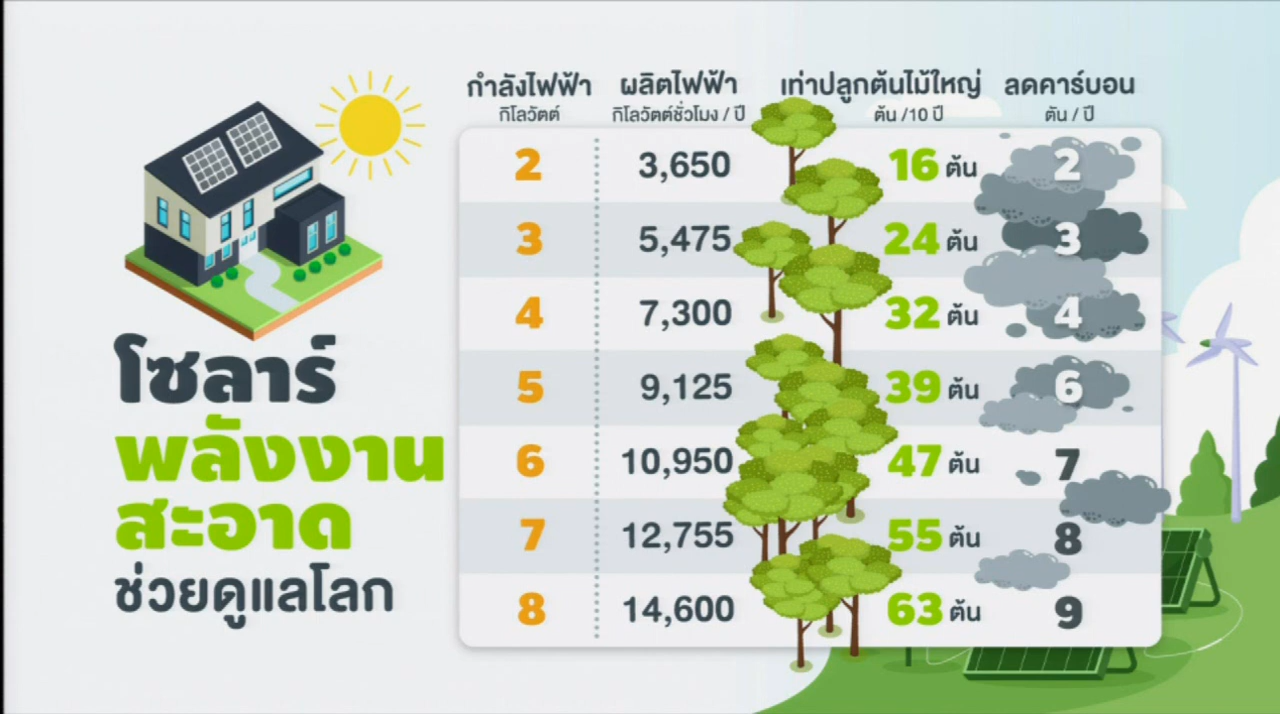 กำลังไฟฟ้า ผลิตไฟฟ้า เท่าปลูกต้นไม้ใหญ่ ลดคาร์บอน
กิโลวัตต์ กิโลวัตต์ชั่วโมง / ปี ต้น /10 ปี ตัน / ปี
2 3,650 16 ต้น 2
3 5,475 24 ต้น 3
4 7,300 32 ต้น 4
5 9,125 39 ต้น 6
6 10,950 47 ต้น 7
7 12,755 55 ต้น 8
8 14,600 63 ต้น 9
โซลาร์
พลังงาน
สะอาด
ช่วยดูแลโลก